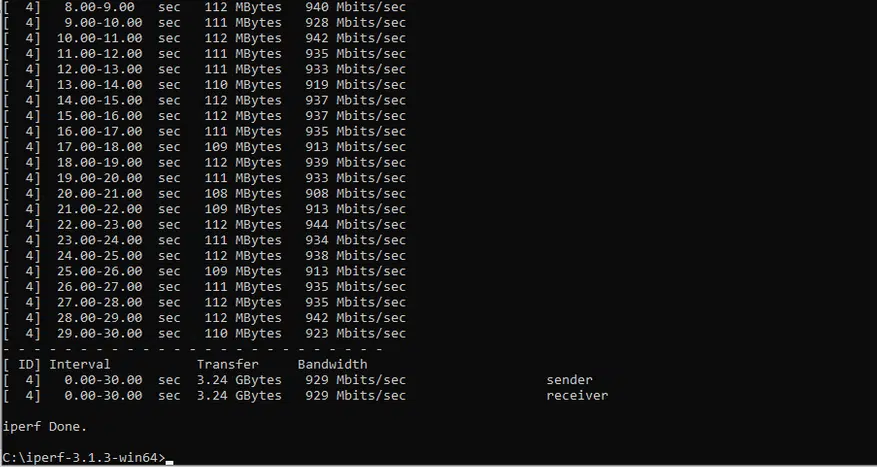 [  4]   8.00-9.00   sec   112 MBytes   940 Mbits/sec
[  4]   9.00-10.00  sec   111 MBytes   928 Mbits/sec
[  4]  10.00-11.00  sec   112 MBytes   942 Mbits/sec
[  4]  11.00-12.00  sec   111 MBytes   935 Mbits/sec
[  4]  12.00-13.00  sec   111 MBytes   933 Mbits/sec
[  4]  13.00-14.00  sec   110 MBytes   919 Mbits/sec
[  4]  14.00-15.00  sec   112 MBytes   937 Mbits/sec
[  4]  15.00-16.00  sec   112 MBytes   937 Mbits/sec
[  4]  16.00-17.00  sec   111 MBytes   935 Mbits/sec
[  4]  17.00-18.00  sec   109 MBytes   913 Mbits/sec
[  4]  18.00-19.00  sec   112 MBytes   939 Mbits/sec
[  4]  19.00-20.00  sec   111 MBytes   933 Mbits/sec
[  4]  20.00-21.00  sec   108 MBytes   908 Mbits/sec
[  4]  21.00-22.00  sec   109 MBytes   913 Mbits/sec
[  4]  22.00-23.00  sec   112 MBytes   944 Mbits/sec
[  4]  23.00-24.00  sec   111 MBytes   934 Mbits/sec
[  4]  24.00-25.00  sec   112 MBytes   938 Mbits/sec
[  4]  25.00-26.00  sec   109 MBytes   913 Mbits/sec
[  4]  26.00-27.00  sec   111 MBytes   935 Mbits/sec
[  4]  27.00-28.00  sec   112 MBytes   935 Mbits/sec
[  4]  28.00-29.00  sec   112 MBytes   942 Mbits/sec
[  4]  29.00-30.00  sec   110 MBytes   923 Mbits/sec
- - - - - - - - - - - - - - - - - - - - - - - - -
[ ID] Interval           Transfer     Bandwidth
[  4]   0.00-30.00  sec  3.24 GBytes   929 Mbits/sec                  sender
[  4]   0.00-30.00  sec  3.24 GBytes   929 Mbits/sec                  receiver
iperf Done.
C:\iperf-3.1.3-win64>